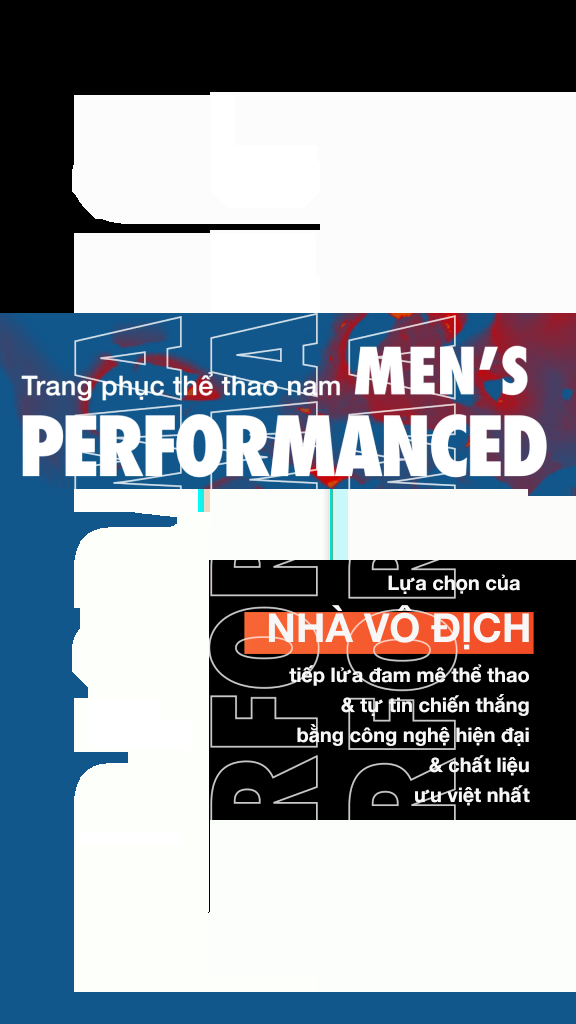 Trang phục thể thao nam MEN'S
PERFORMANCED
Lựa chọn của
NHÀ VÔ ĐỊCH
tiếp lửa đam mê thể thao
& tự tin chiến thắng
bằng công nghệ hiện đại
& chất liệu
ưu việt nhất